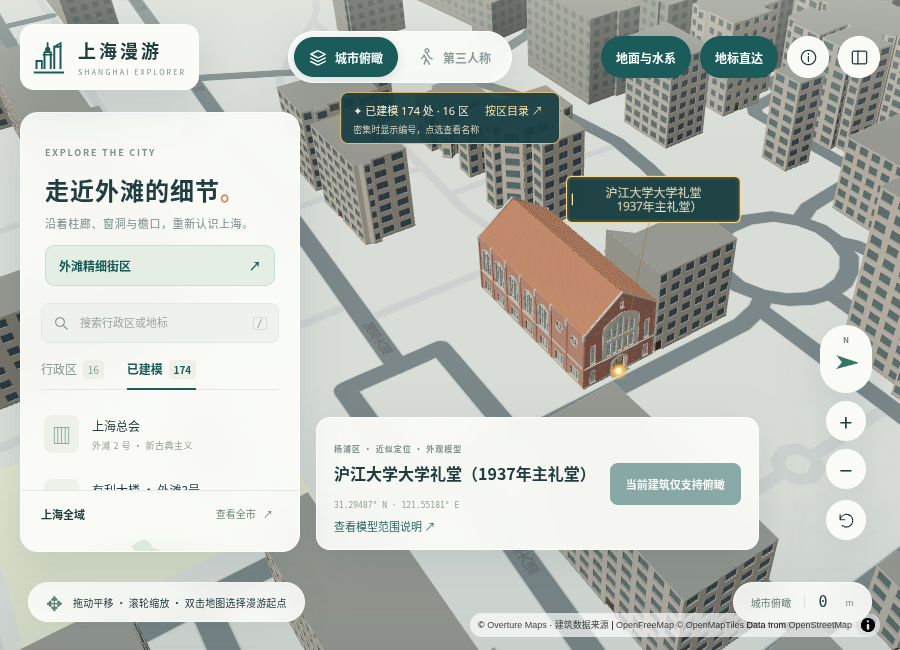 上海漫游
SHANGHAI EXPLORER
城市俯瞰
第三人称
地面与水系
地标直达
✦ 已建模 174 处 · 16 区 按区目录 ↗
密集时显示编号，点选查看名称
沪江大学大学礼堂
1937年主礼堂）
EXPLORE THE CITY
走近外滩的细节。
沿着柱廊、窗洞与檐口，重新认识上海。
外滩精细街区 ↗
搜索行政区或地标 /
行政区 16 已建模 174
上海总会
外滩 2 号 · 新古典主义
有利大楼 · 外滩3号
上海全域 查看全市 ↗
N
杨浦区 · 近似定位 · 外观模型
沪江大学大学礼堂（1937年主礼堂）
31.29487° N · 121.55181° E
查看模型范围说明 ↗
当前建筑仅支持俯瞰
拖动平移 · 滚轮缩放 · 双击地图选择漫游起点
城市俯瞰 0 m
© Overture Maps · 建筑数据来源 | OpenFreeMap © OpenMapTiles Data from OpenStreetMap